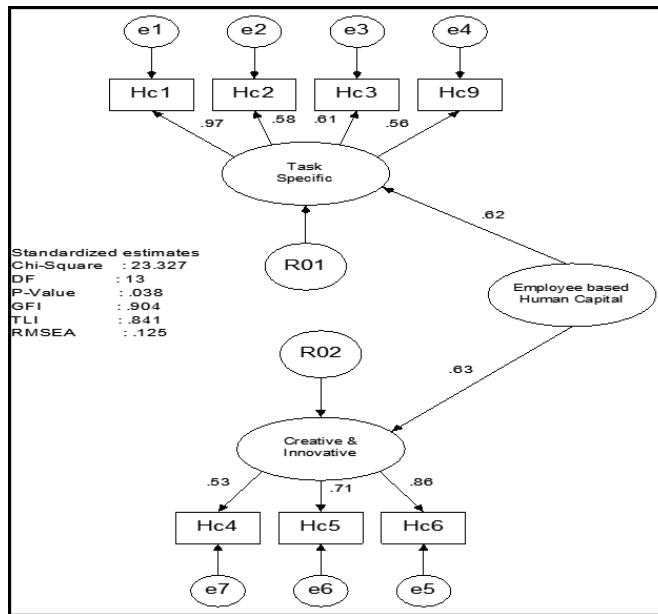 e1
e2
e3
e4
Hc1
Hc2
Hc3
Hc9
.97
.58
.61
.56
Task
Specific
.62
Standardized estimates
Chi-Square : 23.327
DF : 13
P-Value : .038
GFI : .904
TLI : .841
RMSEA : .125
R01
Employee based
Human Capital
R02
.63
Creative &
Innovative
.53
.71
.86
Hc4
Hc5
Hc6
e7
e6
e5